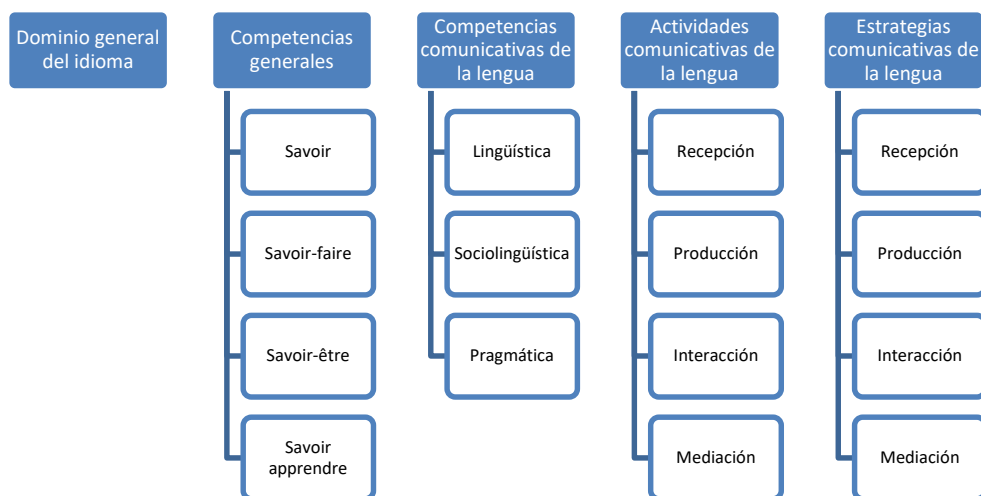 Dominio general
del idioma
Competencias
generales
Savoir
Savoir-faire
Savoir-être
Savoir
apprendre
Competencias
comunicativas de
la lengua
Lingüística
Sociolingüística
Pragmática
Actividades
comunicativas de
la lengua
Recepción
Producción
Interacción
Mediación
Estrategias
comunicativas de
la lengua
Recepción
Producción
Interacción
Mediación